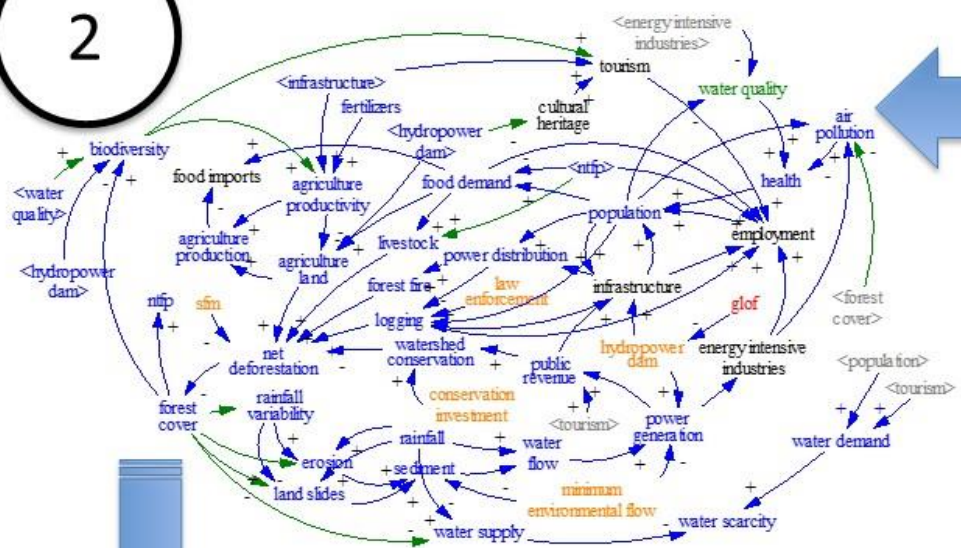 2
<energy intensive
industries>
tourism
water quality
<infrastructure>
fertilizers
cultural
heritage
air
pollution
<hydropower
dam>
biodiversity
food imports
agriculture
productivity
food demand
<ntfp>
health
<water
quality>
population
employment
agriculture
production
livestock
power distribution
agriculture
land
<hydropower
dam>
forest fire
law
enforcement
infrastructure
ntfp
sfm
glof
<forest
cover>
logging
net
deforestation
watershed
conservation
public
revenue
hydropower
dam
energy intensive
industries
<population>
<tourism>
forest
cover
rainfall
variability
conservation
investment
<tourism>
power
generation
rainfall
water
flow
water demand
erosion
sediment
land slides
minimum
environmental flow
water supply
water scarcity